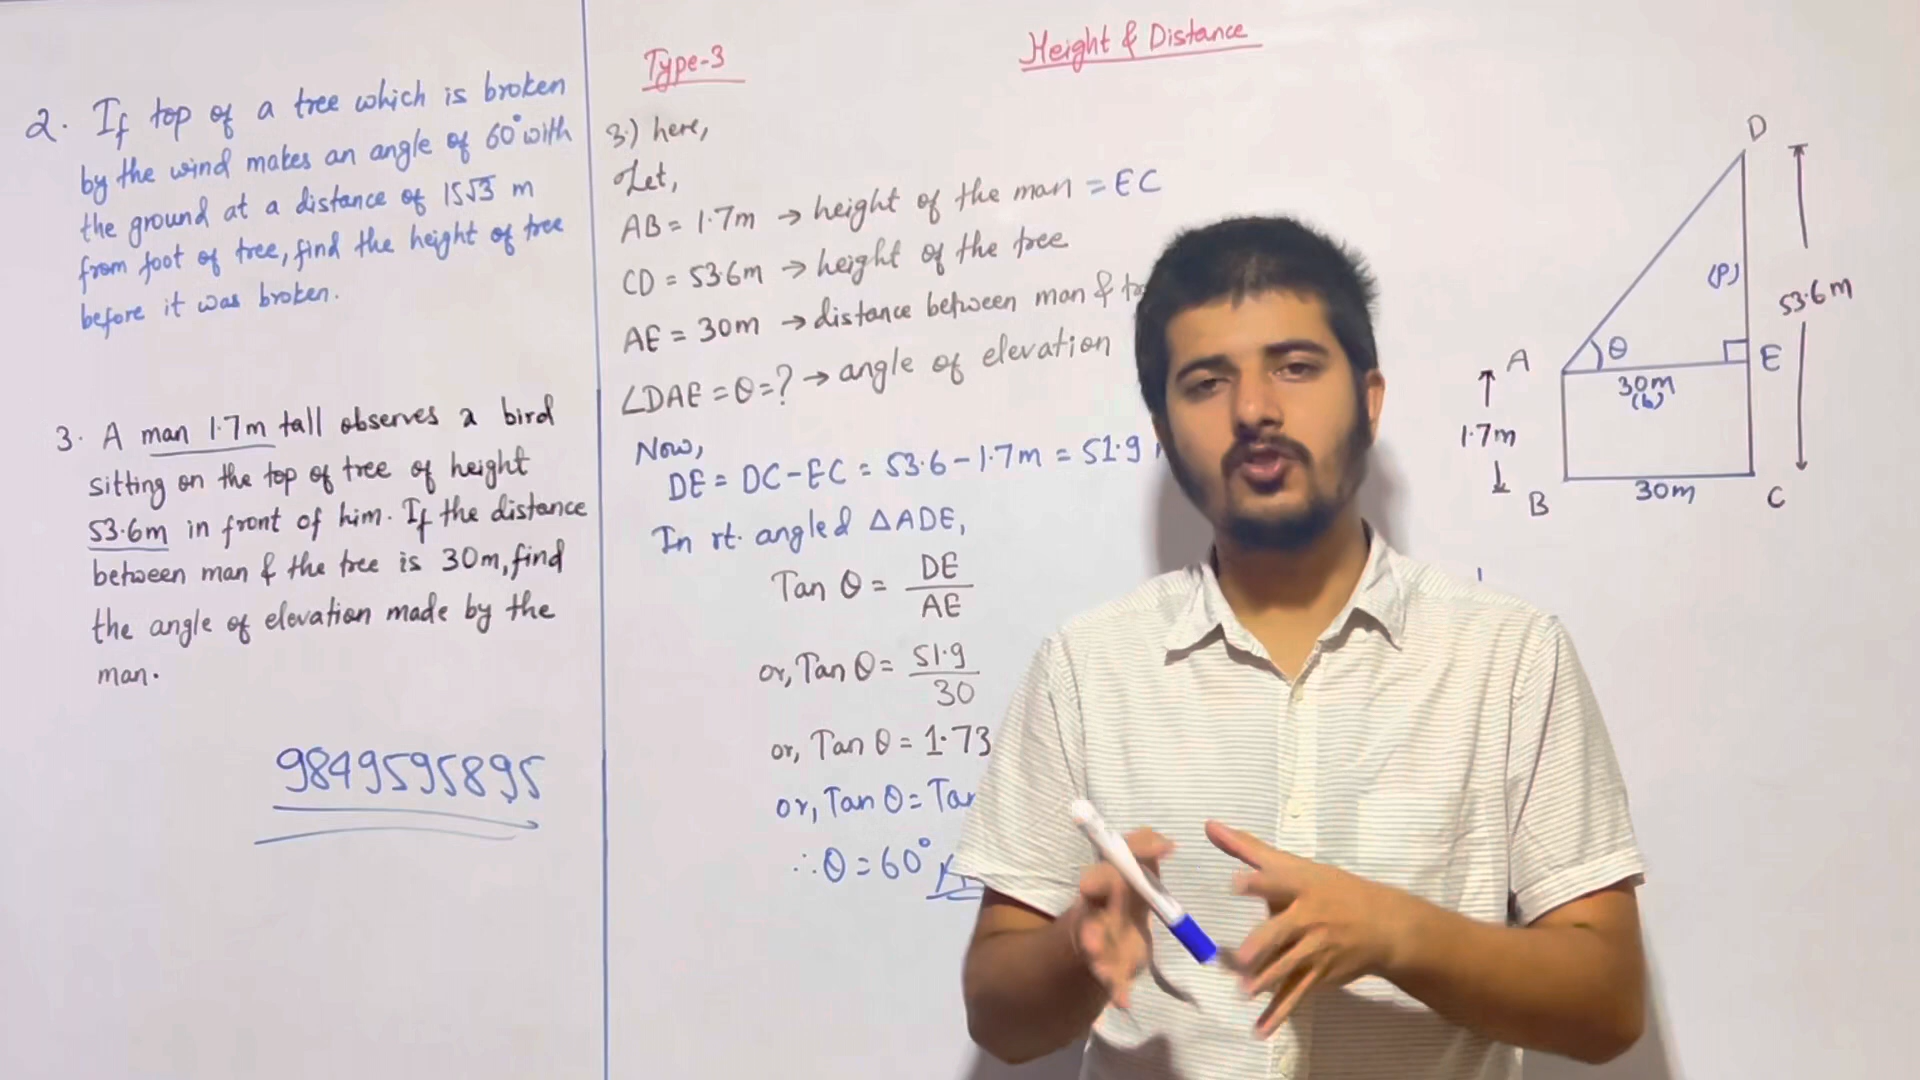 Type-3
Height & Distance
2. If top of a tree which is broken
by the wind makes an angle of 60° with
the ground at a distance of 15√3 m
from foot of tree, find the height of tree
before it was broken.
3. A man 1.7m tall observes a bird
sitting on the top of tree of height
53.6m in front of him. If the distance
between man & the tree is 30m, find
the angle of elevation made by the
man.
9849595895
3.) here,
Let,
AB = 1.7m → height of the man = EC
CD = 53.6m → height of the tree
AE = 30m → distance between man &
∠DAE = θ = ? → angle of elevation
Now,
DE = DC - EC = 53.6 - 1.7m = 51.9
In rt. angled ΔADE,
Tan θ = DE
AE
or, Tan θ = 51.9
30
or, Tan θ = 1.73
or, Tan θ = Tan
∴ θ = 60°
D
(P)
53.6m
A
θ
E
30m
(b)
1.7m
B
30m
C